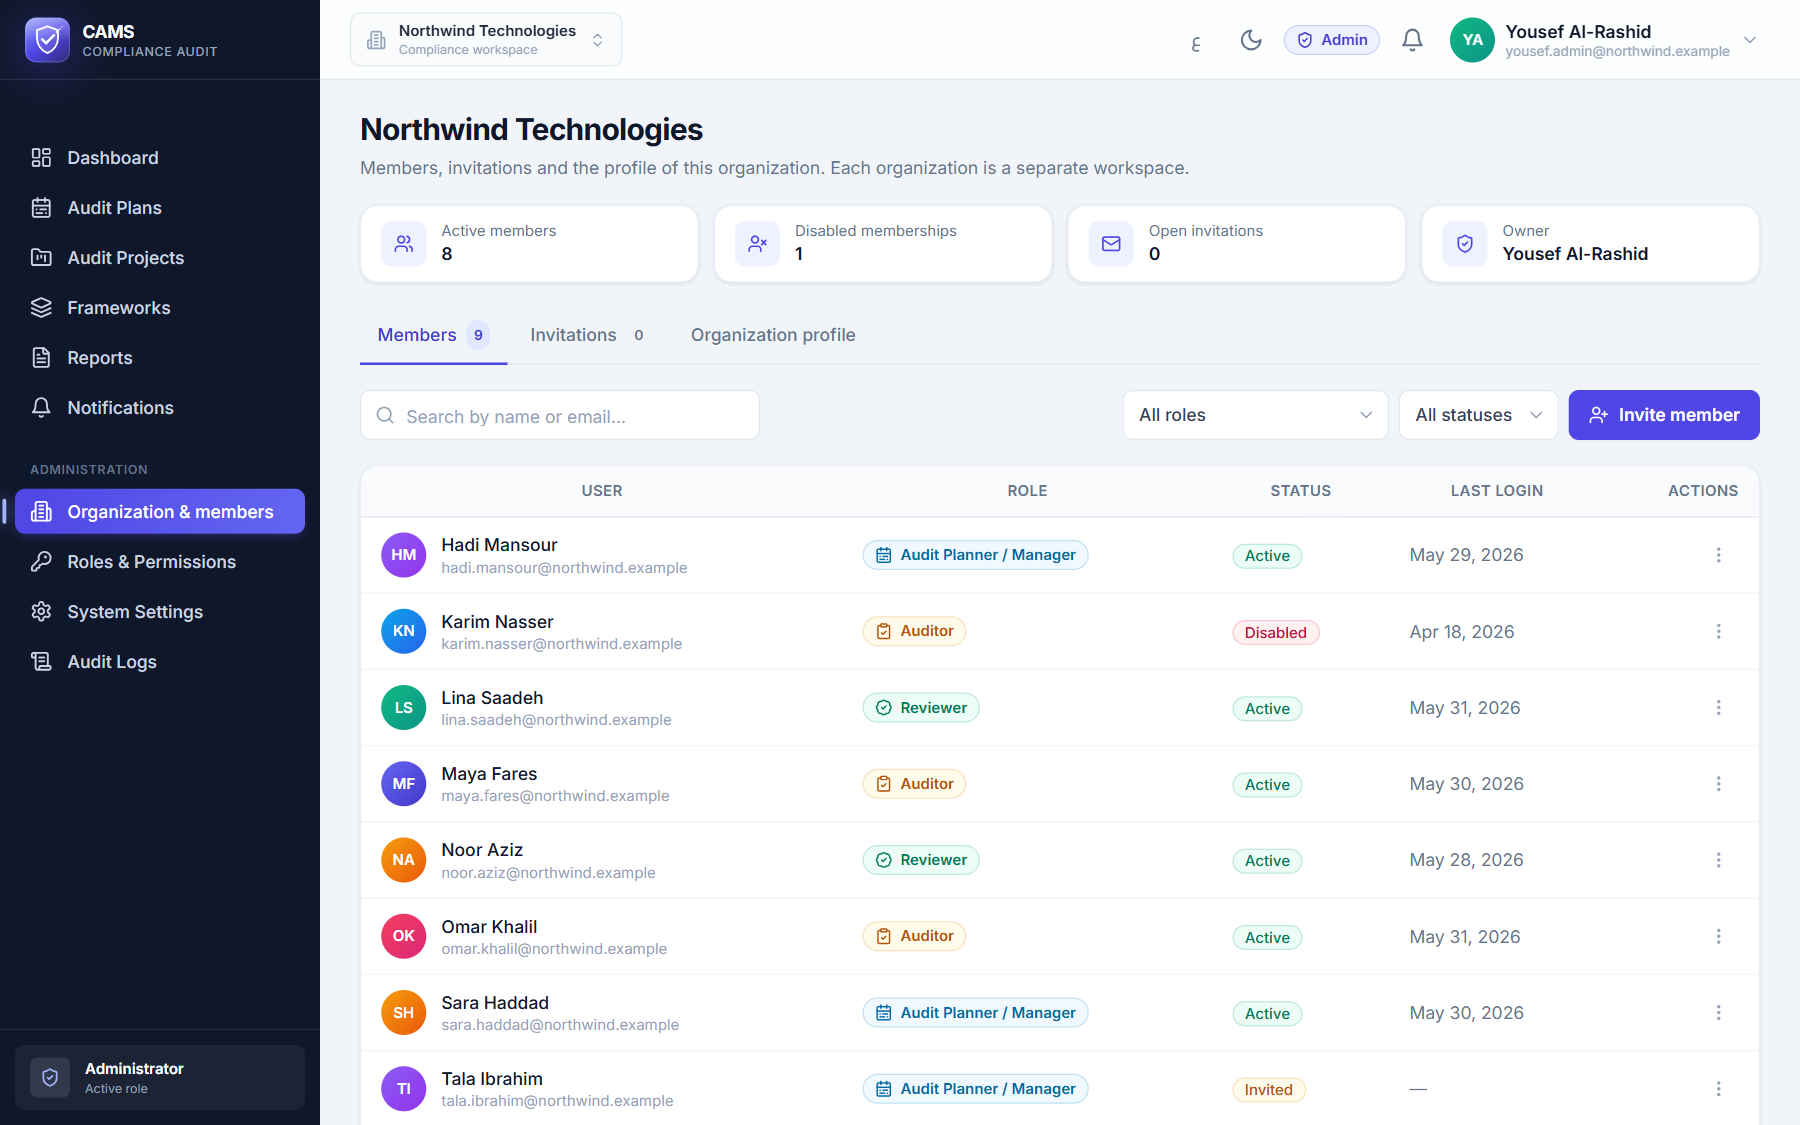 CAMS
COMPLIANCE AUDIT
Northwind Technologies
Compliance workspace
ع
Admin
YA
Yousef Al-Rashid
yousef.admin@northwind.example
Dashboard
Audit Plans
Audit Projects
Frameworks
Reports
Notifications
ADMINISTRATION
Organization & members
Roles & Permissions
System Settings
Audit Logs
Administrator
Active role
Northwind Technologies
Members, invitations and the profile of this organization. Each organization is a separate workspace.
Active members
8
Disabled memberships
1
Open invitations
0
Owner
Yousef Al-Rashid
Members 9
Invitations 0
Organization profile
Search by name or email...
All roles
All statuses
Invite member
USER ROLE STATUS LAST LOGIN ACTIONS
HM
Hadi Mansour
hadi.mansour@northwind.example
Audit Planner / Manager
Active
May 29, 2026
KN
Karim Nasser
karim.nasser@northwind.example
Auditor
Disabled
Apr 18, 2026
LS
Lina Saadeh
lina.saadeh@northwind.example
Reviewer
Active
May 31, 2026
MF
Maya Fares
maya.fares@northwind.example
Auditor
Active
May 30, 2026
NA
Noor Aziz
noor.aziz@northwind.example
Reviewer
Active
May 28, 2026
OK
Omar Khalil
omar.khalil@northwind.example
Auditor
Active
May 31, 2026
SH
Sara Haddad
sara.haddad@northwind.example
Audit Planner / Manager
Active
May 30, 2026
TI
Tala Ibrahim
tala.ibrahim@northwind.example
Audit Planner / Manager
Invited
—